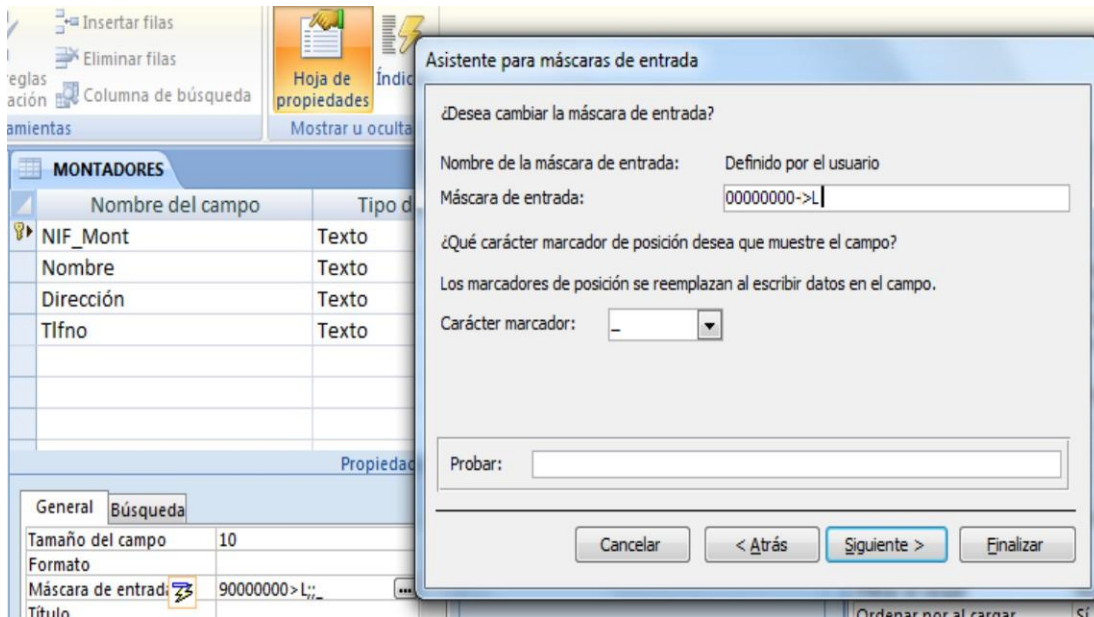 Insertar filas
Eliminar filas
eglas
ación Columna de búsqueda
amientas
Hoja de propiedades
Índic
Mostrar u oculta
MONTADORES
Nombre del campo Tipo d
NIF_Mont Texto
Nombre Texto
Dirección Texto
Tlfno Texto
Propiedad
General Búsqueda
Tamaño del campo 10
Formato
Máscara de entrada 90000000>L;;_ ...
Título
Asistente para máscaras de entrada
¿Desea cambiar la máscara de entrada?
Nombre de la máscara de entrada: Definido por el usuario
Máscara de entrada: 00000000->L
¿Qué carácter marcador de posición desea que muestre el campo?
Los marcadores de posición se reemplazan al escribir datos en el campo.
Carácter marcador: _
Probar:
Cancelar < Atrás Siguiente > Finalizar
Ordenar por al cargar Sí